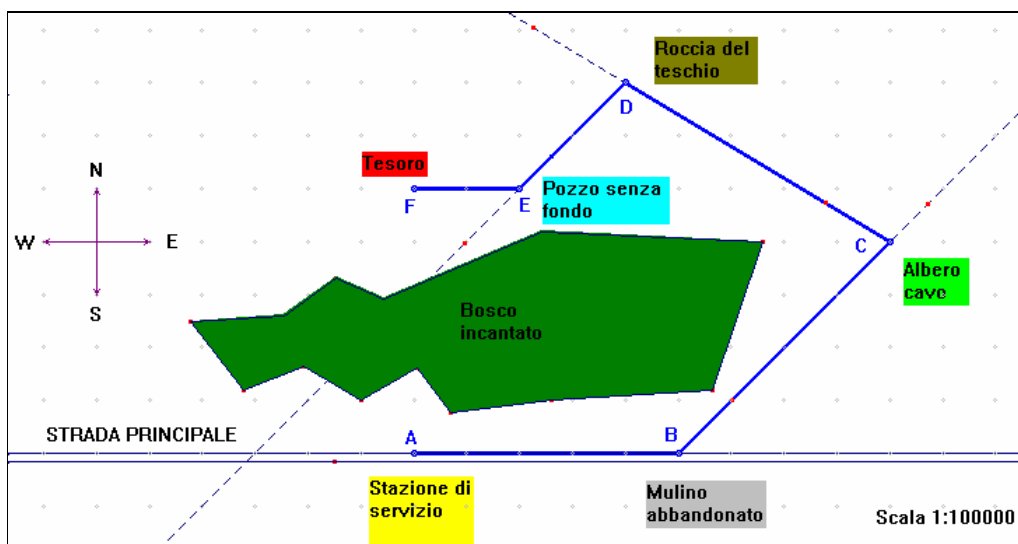 Roccia del
teschio
D
N
Tesoro
Pozzo senza
fondo
F
E
W
E
C
S
Albero
cave
Bosco
incantato
STRADA PRINCIPALE
A
B
Stazione di
servizio
Mulino
abbandonato
Scala 1:100000